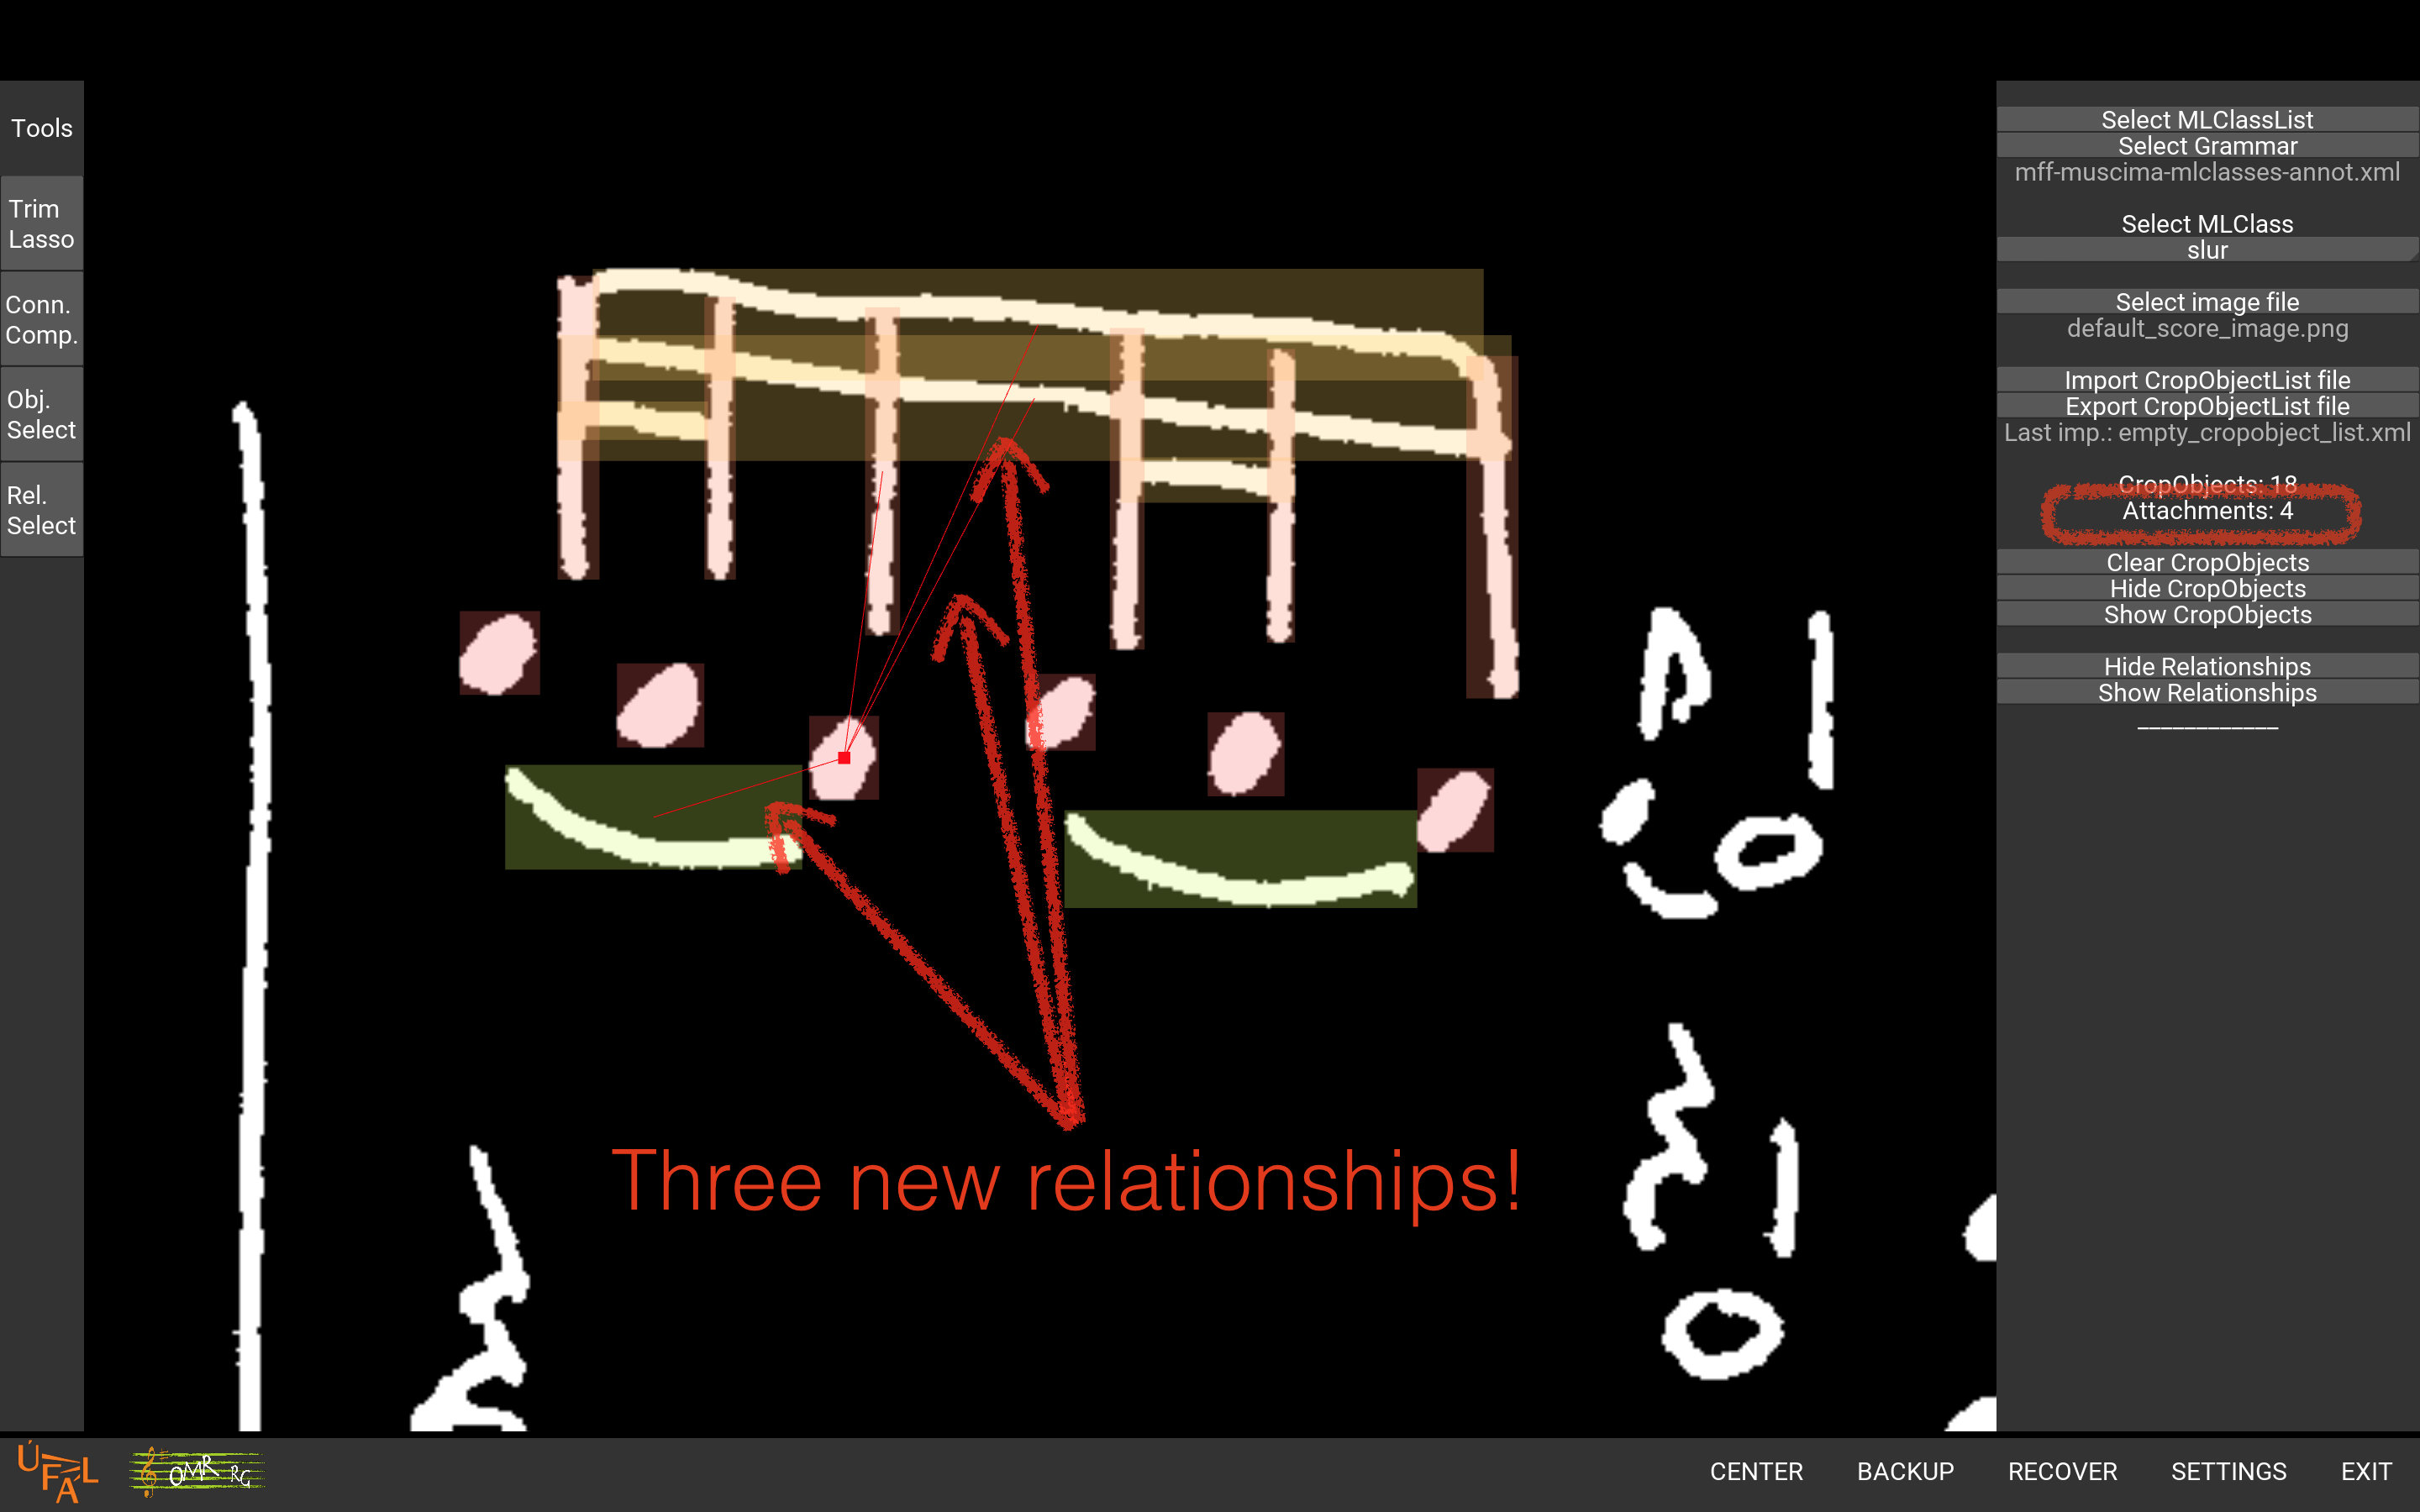 Tools
Trim
Lasso
Conn.
Comp.
Obj.
Select
Rel.
Select
Three new relationships!
Select MLClassList
Select Grammar
mff-muscima-mlclasses-annot.xml
Select MLClass
slur
Select image file
default_score_image.png
Import CropObjectList file
Export CropObjectList file
Last imp.: empty_cropobject_list.xml
CropObjects: 18
Attachments: 4
Clear CropObjects
Hide CropObjects
Show CropObjects
Hide Relationships
Show Relationships
____________
ÚFAL
OMR RG
CENTER BACKUP RECOVER SETTINGS EXIT